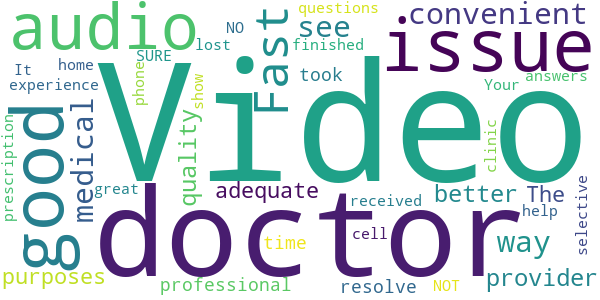 questions
audio
NO
see
convenient
issue
lost
finished
SURE
Fast
It
home
phone
show
took
answers
experience
Video
Your
good
medical
quality
prescription
clinic
great
adequate
doctor
received
better
The
selective
help
cell
time
way
purposes
professional
resolve
NOT
provider